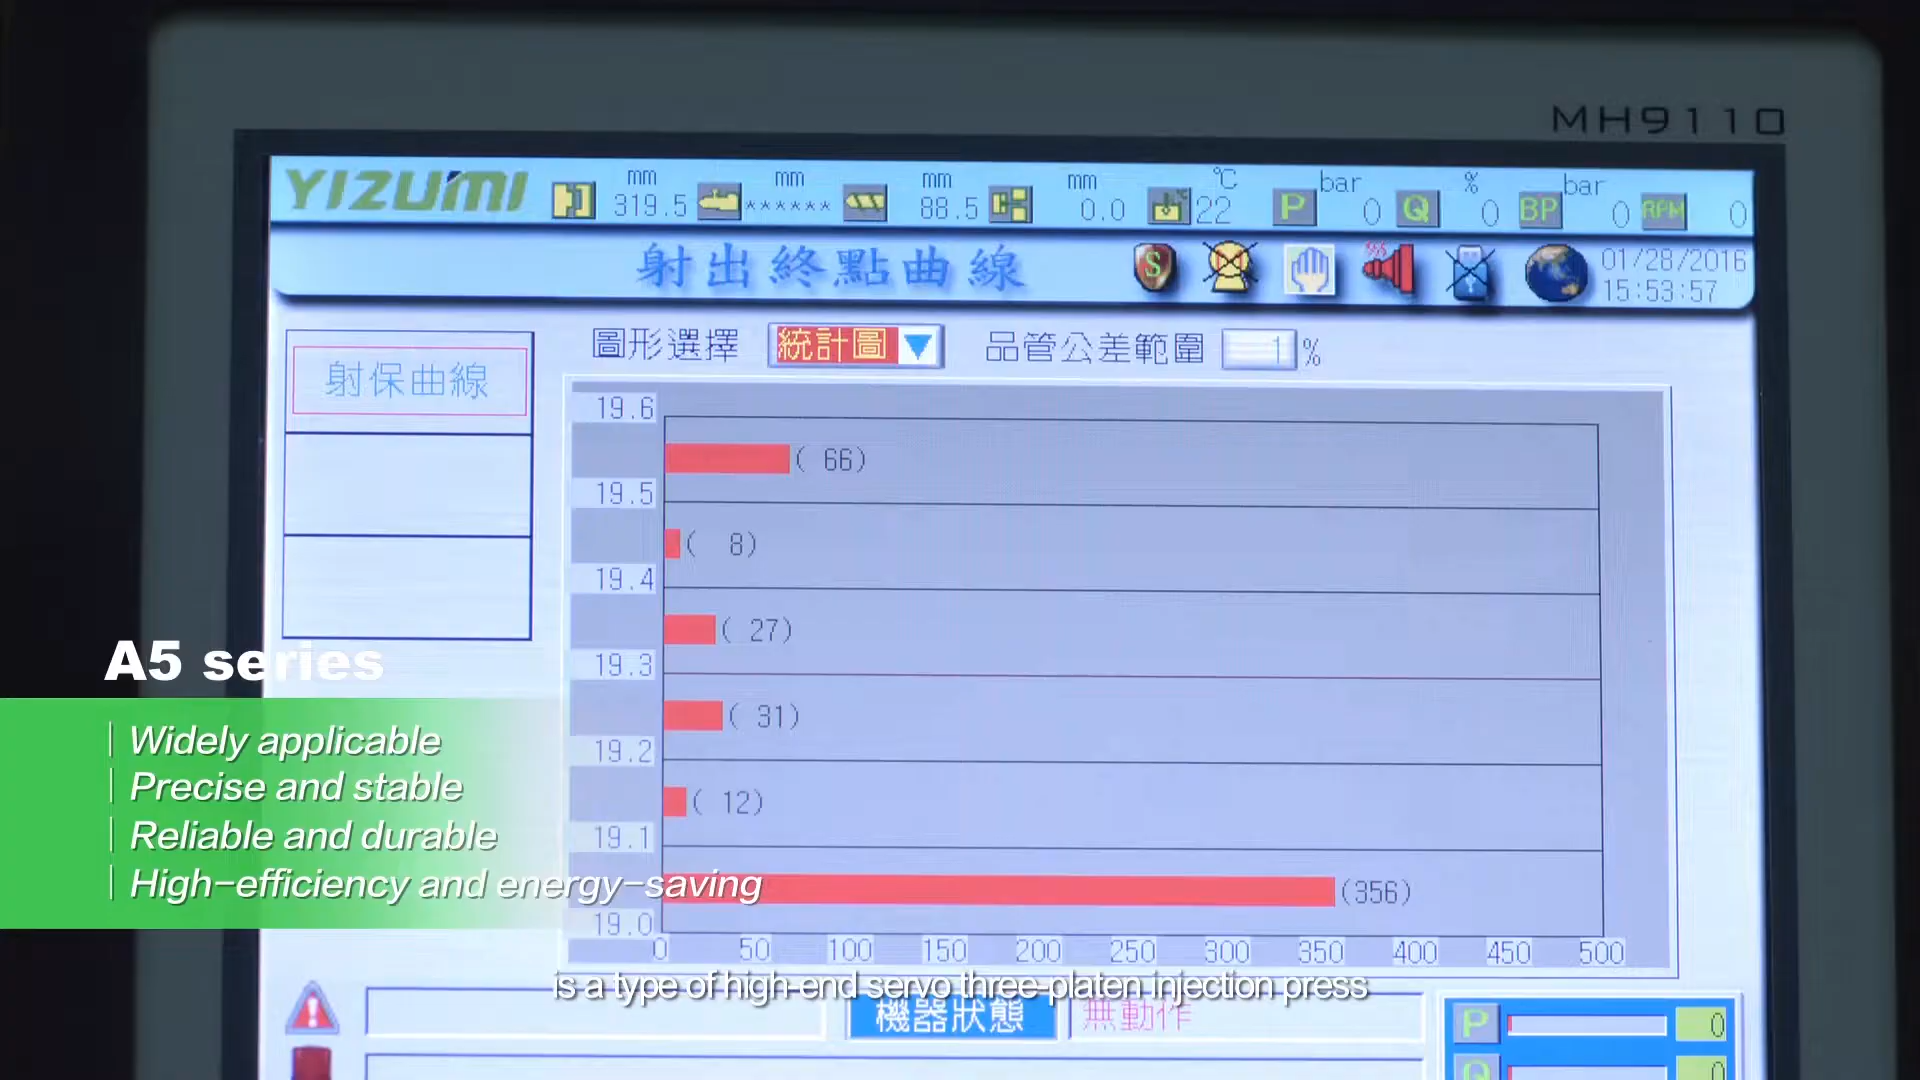 MH9110
YIZUMI
mm 319.5
mm ******
mm 88.5
mm 0.0
℃ 22
P bar 0
Q % 0
BP bar 0
RPM 0
射出終點曲線
S
01/28/2016
15:53:57
射保曲線
圖形選擇 統計圖 品管公差範圍 1 %
19.6
( 66)
19.5
( 8)
19.4
( 27)
19.3
( 31)
19.2
( 12)
19.1
(356)
19.0
0 50 100 150 200 250 300 350 400 450 500
A5 series
Widely applicable
Precise and stable
Reliable and durable
High-efficiency and energy-saving
is a type of high-end servo three-platen injection press
機器狀態 無動作
P 0
Q 0